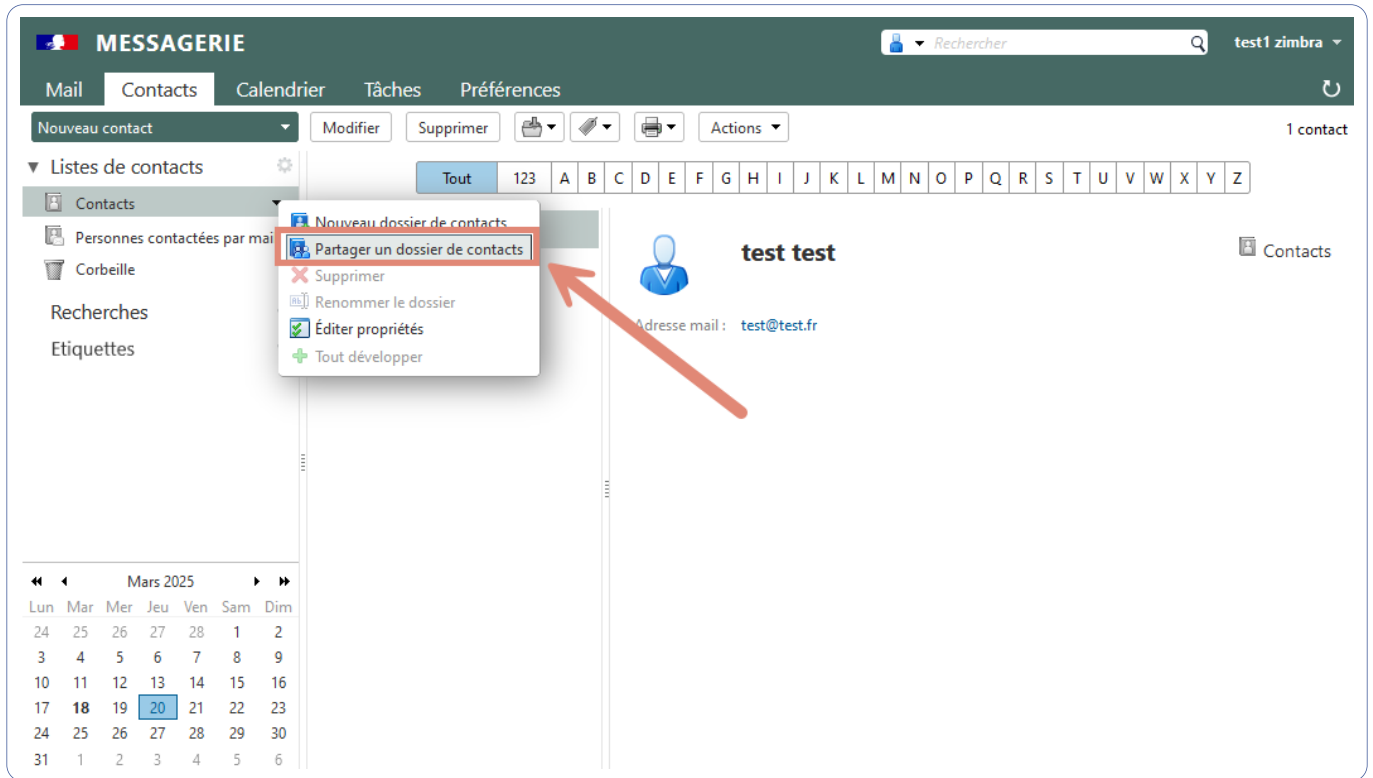 MESSAGERIE
Rechercher
test1 zimbra
Mail Contacts Calendrier Tâches Préférences
Nouveau contact Modifier Supprimer Actions 1 contact
Listes de contacts
Tout 123 A B C D E F G H I J K L M N O P Q R S T U V W X Y Z
Contacts
Personnes contactées par mai
Corbeille
Recherches
Etiquettes
Nouveau dossier de contacts
Partager un dossier de contacts
Supprimer
Renommer le dossier
Éditer propriétés
Tout développer
test test
Contacts
Adresse mail : test@test.fr
Mars 2025
Lun Mar Mer Jeu Ven Sam Dim
24 25 26 27 28 1 2
3 4 5 6 7 8 9
10 11 12 13 14 15 16
17 18 19 20 21 22 23
24 25 26 27 28 29 30
31 1 2 3 4 5 6